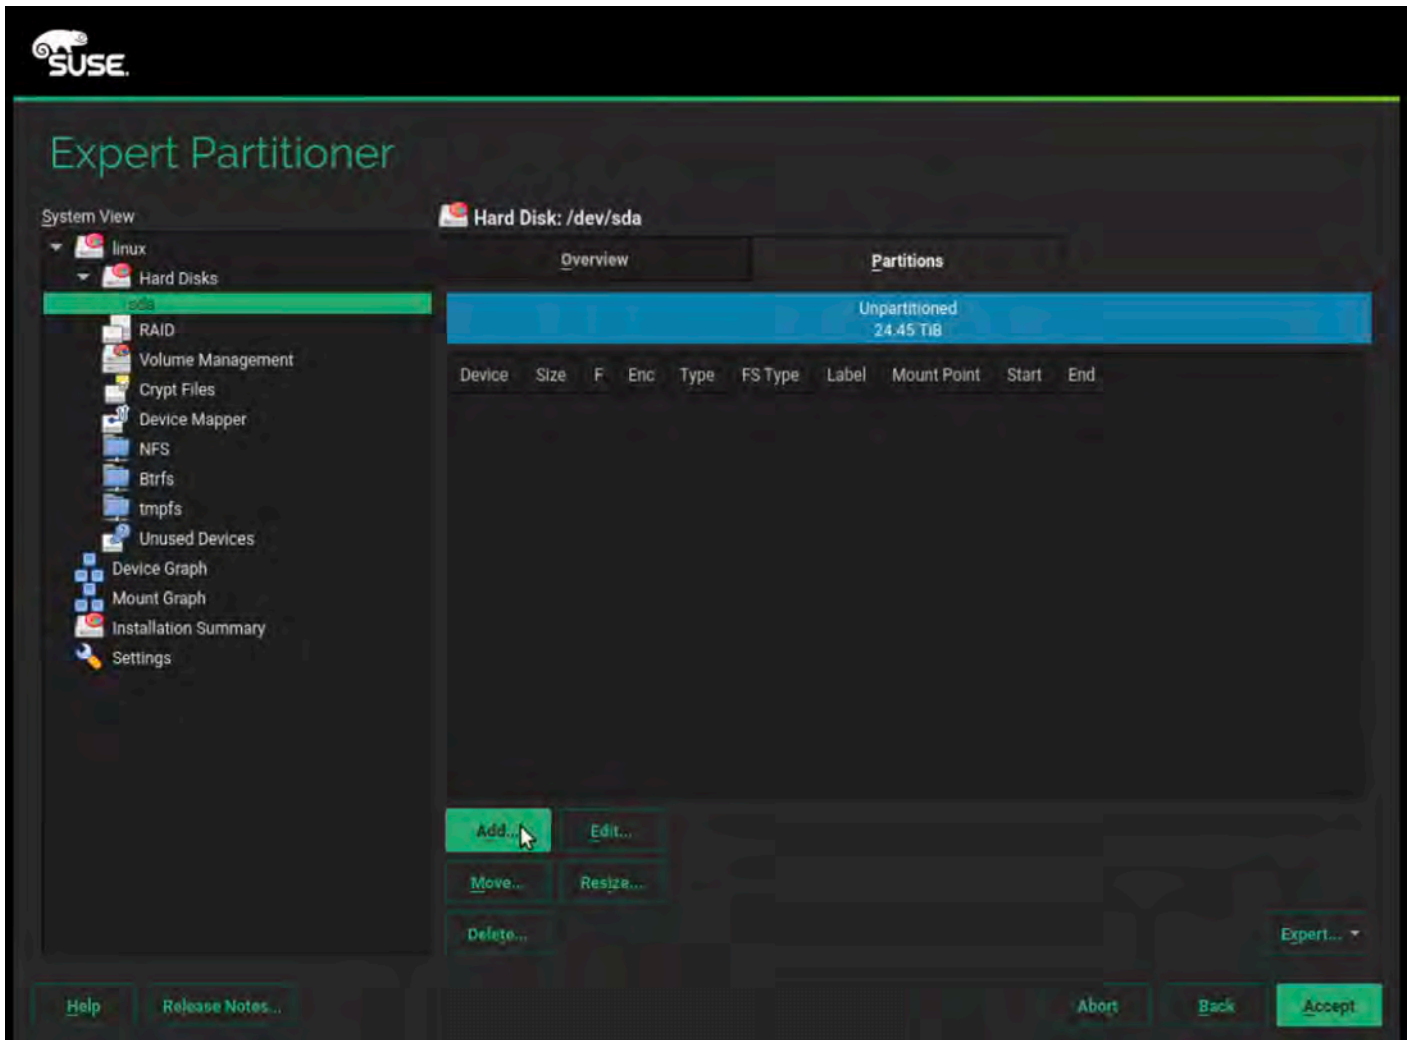 SUSE.
Expert Partitioner
System View
linux
Hard Disks
sda
RAID
Volume Management
Crypt Files
Device Mapper
NFS
Btrfs
tmpfs
Unused Devices
Device Graph
Mount Graph
Installation Summary
Settings
Hard Disk: /dev/sda
Overview Partitions
Unpartitioned
24.45 TiB
Device Size F Enc Type FS Type Label Mount Point Start End
Add... Edit...
Move... Resize...
Delete... Expert...
Help Release Notes... Abort Back Accept